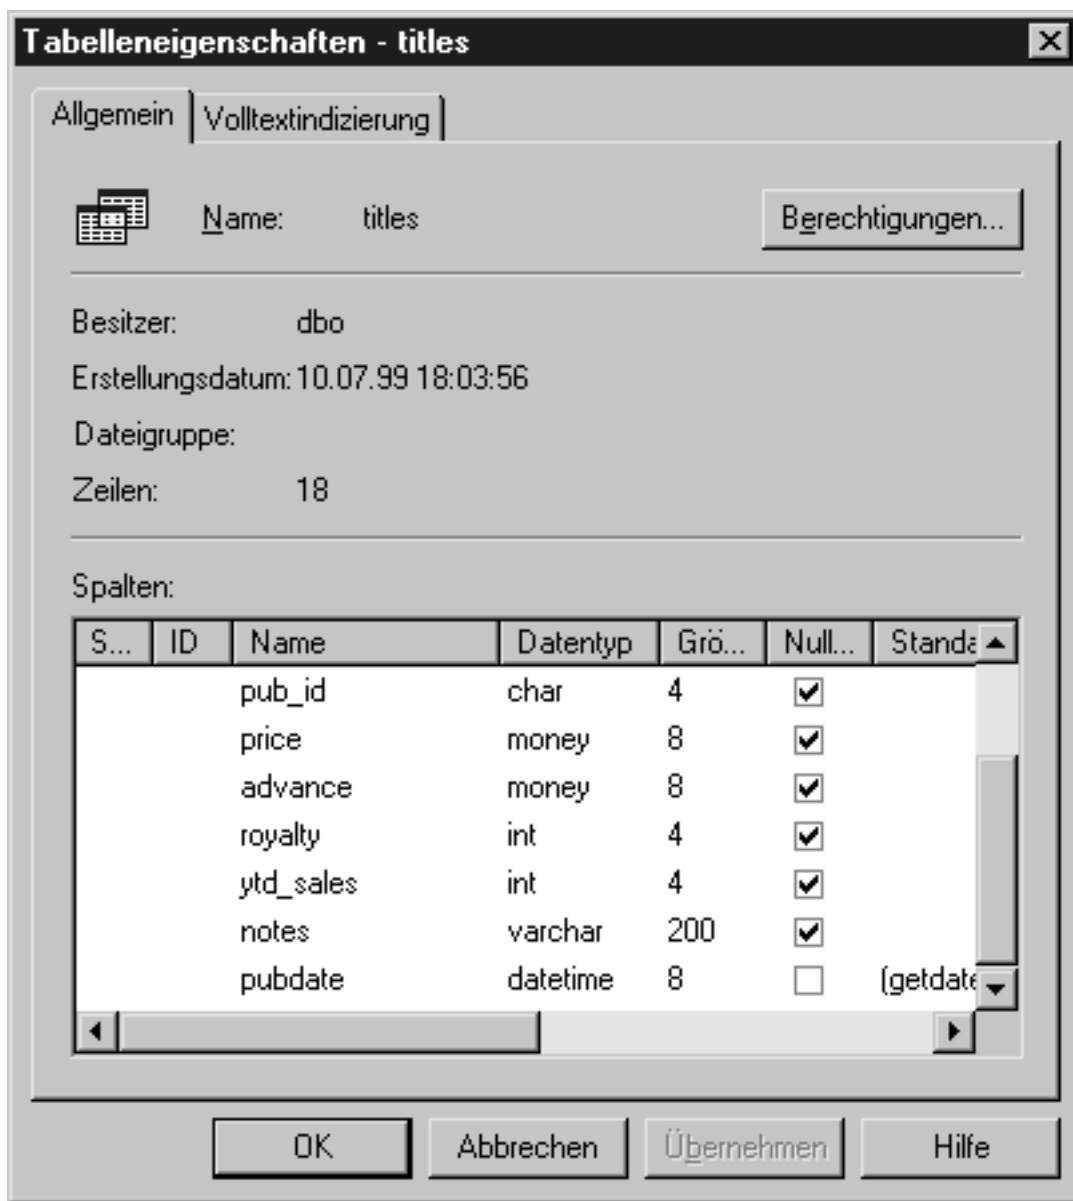 Tabelleneigenschaften - titles
Allgemein Volltextindizierung
Name: titles Berechtigungen...
Besitzer: dbo
Erstellungsdatum: 10.07.99 18:03:56
Dateigruppe:
Zeilen: 18
Spalten:
S... ID Name Datentyp Grö... Null... Standa
pub_id char 4
price money 8
advance money 8
royalty int 4
ytd_sales int 4
notes varchar 200
pubdate datetime 8 (getdate
OK Abbrechen Übernehmen Hilfe